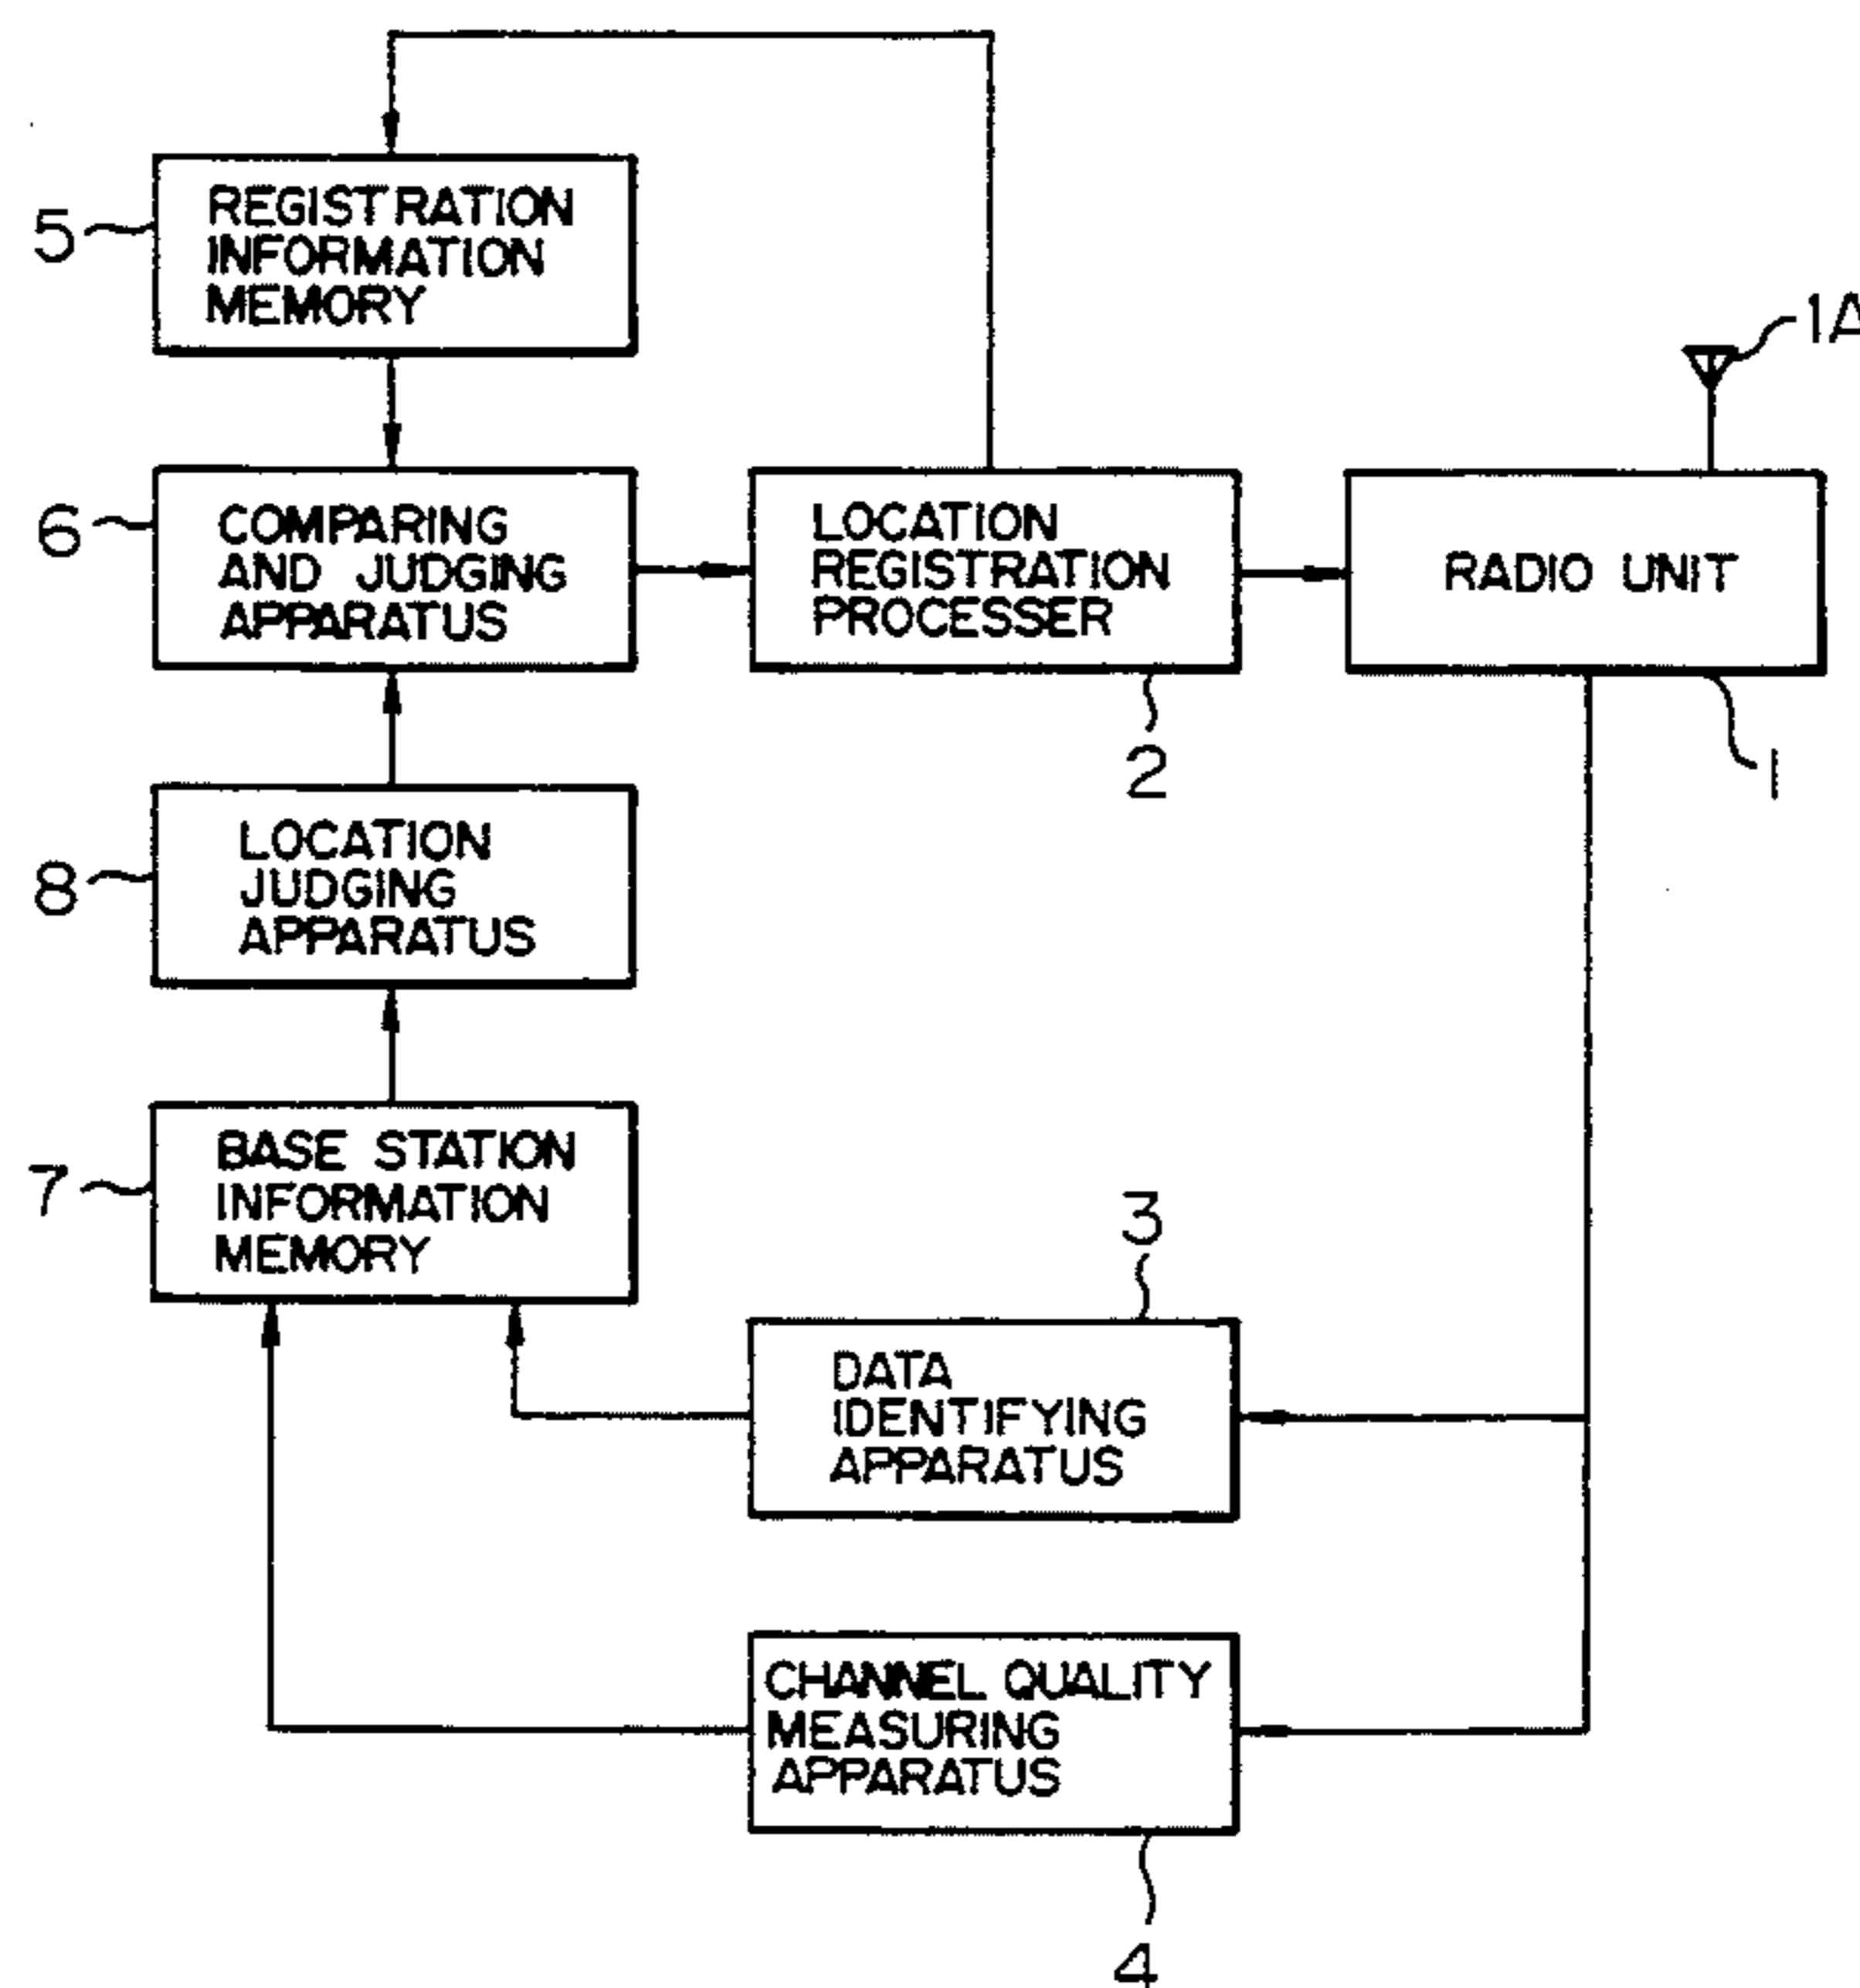 5
REGISTRATION
INFORMATION
MEMORY
1A
6
COMPARING
AND JUDGING
APPARATUS
LOCATION
REGISTRATION
PROCESSER
RADIO UNIT
2
1
8
LOCATION
JUDGING
APPARATUS
7
BASE STATION
INFORMATION
MEMORY
3
DATA
IDENTIFYING
APPARATUS
CHANNEL QUALITY
MEASURING
APPARATUS
4